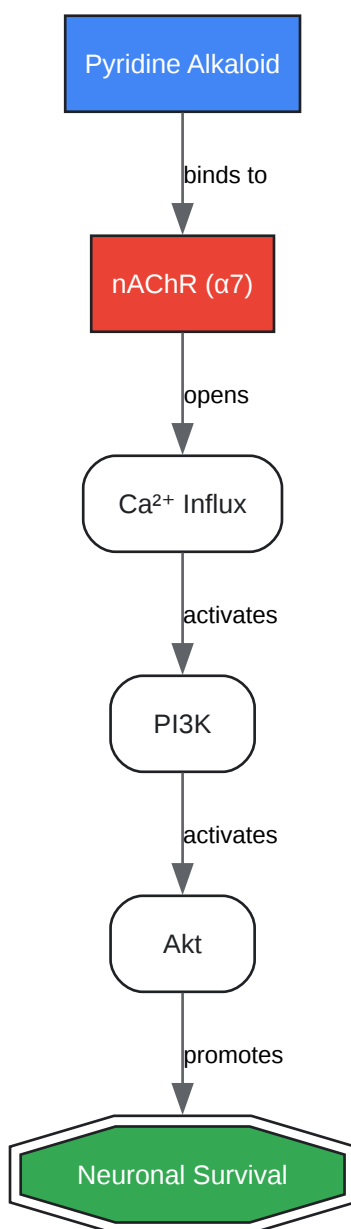 Pyridine Alkaloid
binds to
nAChR (α7)
opens
Ca²⁺ Influx
activates
PI3K
activates
Akt
promotes
Neuronal Survival